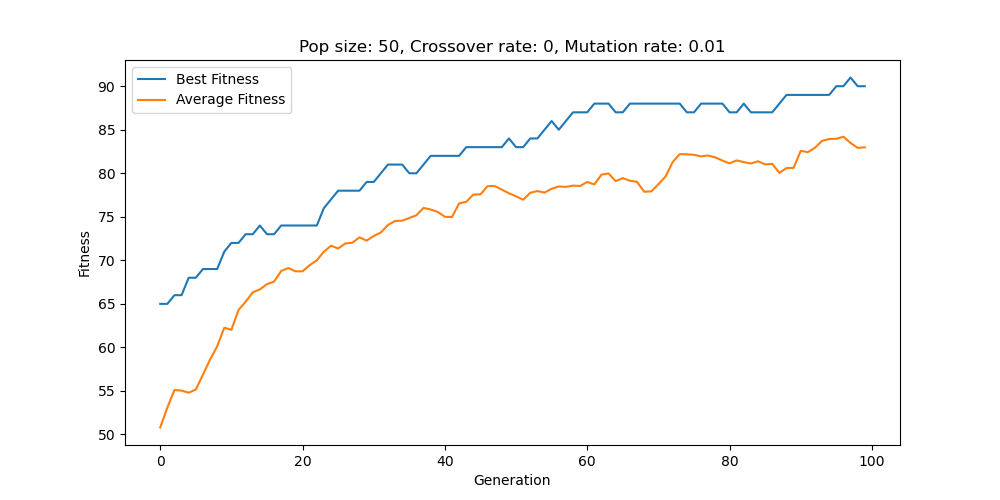 Pop size: 50, Crossover rate: 0, Mutation rate: 0.01
Best Fitness
Average Fitness
90
85
80
75
70
65
60
55
50
Fitness
0 20 40 60 80 100
Generation